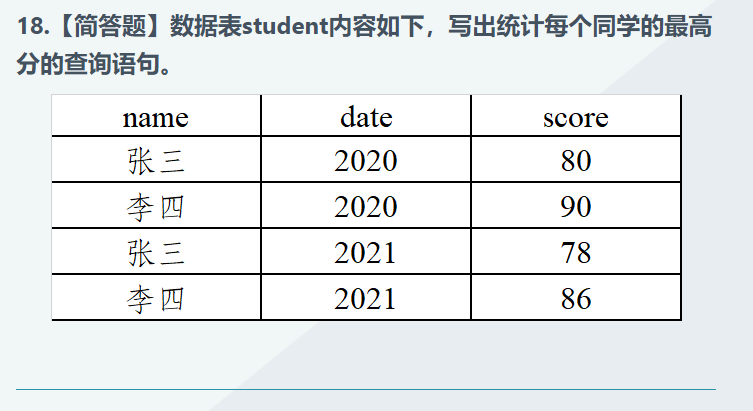 18.【简答题】数据表student内容如下，写出统计每个同学的最高
分的查询语句。
name date score
张三 2020 80
李四 2020 90
张三 2021 78
李四 2021 86